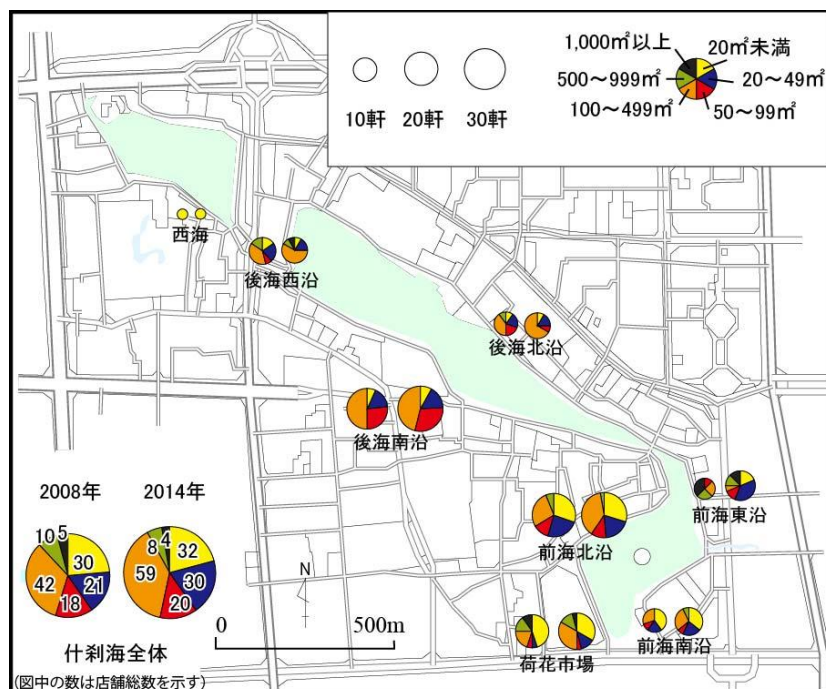 1,000㎡以上
20㎡未満
500～999㎡
20～49㎡
100～499㎡
50～99㎡
10軒
20軒
30軒
西海
後海西沿
後海北沿
後海南沿
前海東沿
前海北沿
荷花市場
前海南沿
2008年
2014年
10
5
30
21
18
42
8
4
32
30
20
59
什刹海全体
(図中の数は店舗総数を示す)
N
0
500m